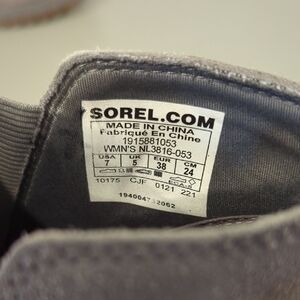 SOREL.COM
MADE IN CHINA
Fabriqué En Chine
1915881053
WMN'S NL3816-053
USA UK EUR CM
7 5 38 24
10175 CJF 0121 221